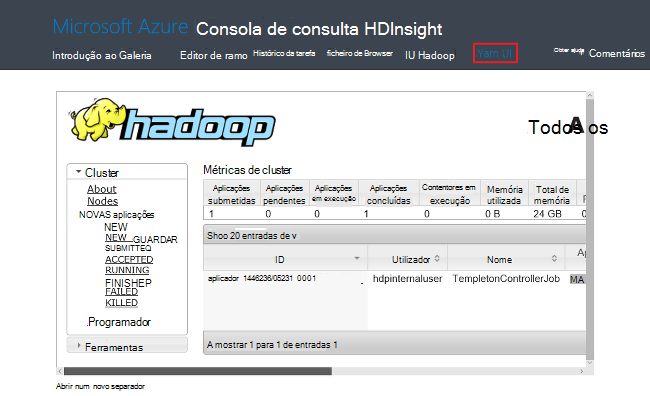 Microsoft Azure Consola de consulta HDInsight
Introdução ao Galeria Editor de ramo Histórico da tarefa ficheiro de Browser IU Hadoop Yarn UI Obter ajuda Comentários
hadoop
Todos os
A
Cluster
About
Nodes
NOVAS aplicações
NEW
NEW_GUARDAR
SUBMITTEQ
ACCEPTED
RUNNING
FINISHEP
FAILED
KILLED
.Programador
Ferramentas
Métricas de cluster
Aplicações submetidas Aplicações pendentes Aplicações em execução Aplicações concluídas Contentores em execução Memória utilizada Total de memória
1 0 0 1 0 0 B 24 GB 0
Shoo 20 entradas de v
ID Utilizador Nome Ap
aplicador 1446236/05231 0001 hdpinternaluser TempletonControllerJob MA
A mostrar 1 para 1 de entradas 1
Abrir num novo separador